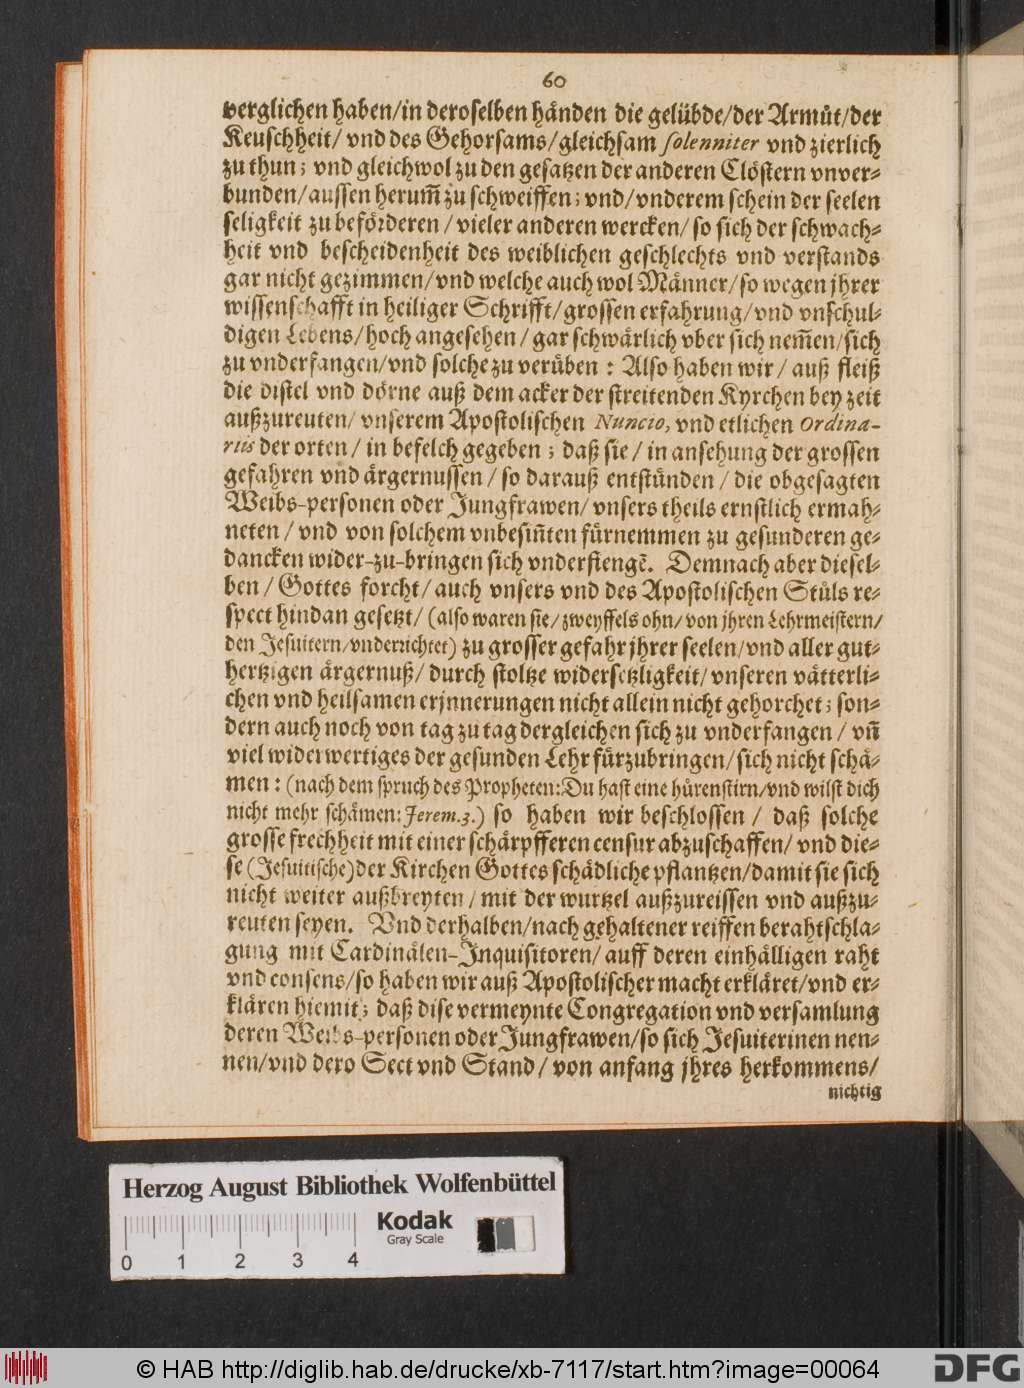 60
verglichen haben/in deroselben händen die gelübde/der Armůt/der
Keuschheit/ vnd des Gehorsams/gleichsam solenniter vnd zierlich
zu thun; vnd gleichwol zu den gesatzen der anderen Clöstern vnver-
bunden/aussen herum̃ zu schweiffen; vnd/vnderem schein der seelen
seligkeit zu beförderen / vieler anderen wercken/ so sich der schwach-
heit vnd bescheidenheit des weiblichen geschlechts vnd verstands
gar nicht gezimmen/vnd welche auch wol Männer/so wegen jhrer
wissenschafft in heiliger Schrifft/grossen erfahrung/vnd vnschul-
digen Lebens/hoch angesehen / gar schwärlich vber sich nem̃en/sich
zu vnderfangen/vnd solche zu verüben : Also haben wir / auß fleiß
die distel vnd dörne auß dem acker der streitenden Kyrchen bey zeit
außzureuten/ vnserem Apostolischen Nuncio, vnd etlichen Ordina-
riis der orten / in befelch gegeben ; daß sie / in ansehung der grossen
gefahren vnd ärgernussen / so darauß entstünden / die obgesagten
Weibs-personen oder Jungfrawen/ vnsers theils ernstlich ermah-
neten / vnd von solchem vnbesiñten fürnemmen zu gesunderen ge-
dancken wider-zu-bringen sich vnderstengẽ. Demnach aber diesel-
ben / Gottes forcht/ auch vnsers vnd des Apostolischen Stůls re-
spect hindan gesetzt/ (also waren sie/ zweyffels ohn/ von jhren Lehrmeistern/
den Jesuitern/vnderrichtet) zu grosser gefahr jhrer seelen/vnd aller gut-
hertzigen ärgernuß/ durch stoltze widersetzligkeit/ vnseren vätterli-
chen vnd heilsamen erjnnerungen nicht allein nicht gehorchet; son-
dern auch noch von tag zu tag dergleichen sich zu vnderfangen / vñ
viel widerwertiges der gesunden Lehr fürzubringen/sich nicht schä-
men : (nach dem spruch des Propheten:Du hast eine hůrenstirn/vnd wilst dich
nicht mehr schämen: Jerem.3.) so haben wir beschlossen / daß solche
grosse frechheit mit einer schärpfferen censur abzuschaffen/ vnd die-
se (Jesuitische)der Kirchen Gottes schädliche pflantzen/damit sie sich
nicht weiter außbreyten / mit der wurtzel außzureissen vnd außzu-
reuten seyen. Vnd derhalben/nach gehaltener reiffen berahtschla-
gung mit Cardinälen-Inquisitoren/ auff deren einhälligen raht
vnd consens/so haben wir auß Apostolischer macht erkläret/vnd er-
klären hiemit; daß dise vermeynte Congregation vnd versamlung
deren Weibs-personen oder Jungfrawen/so sich Jesuiterinen nen-
nen/vnd dero Sect vnd Stand / von anfang jhres herkommens/
nichtig
Herzog August Bibliothek Wolfenbüttel
Kodak
Gray Scale
0 1 2 3 4
© HAB http://diglib.hab.de/drucke/xb-7117/start.htm?image=00064
DFG